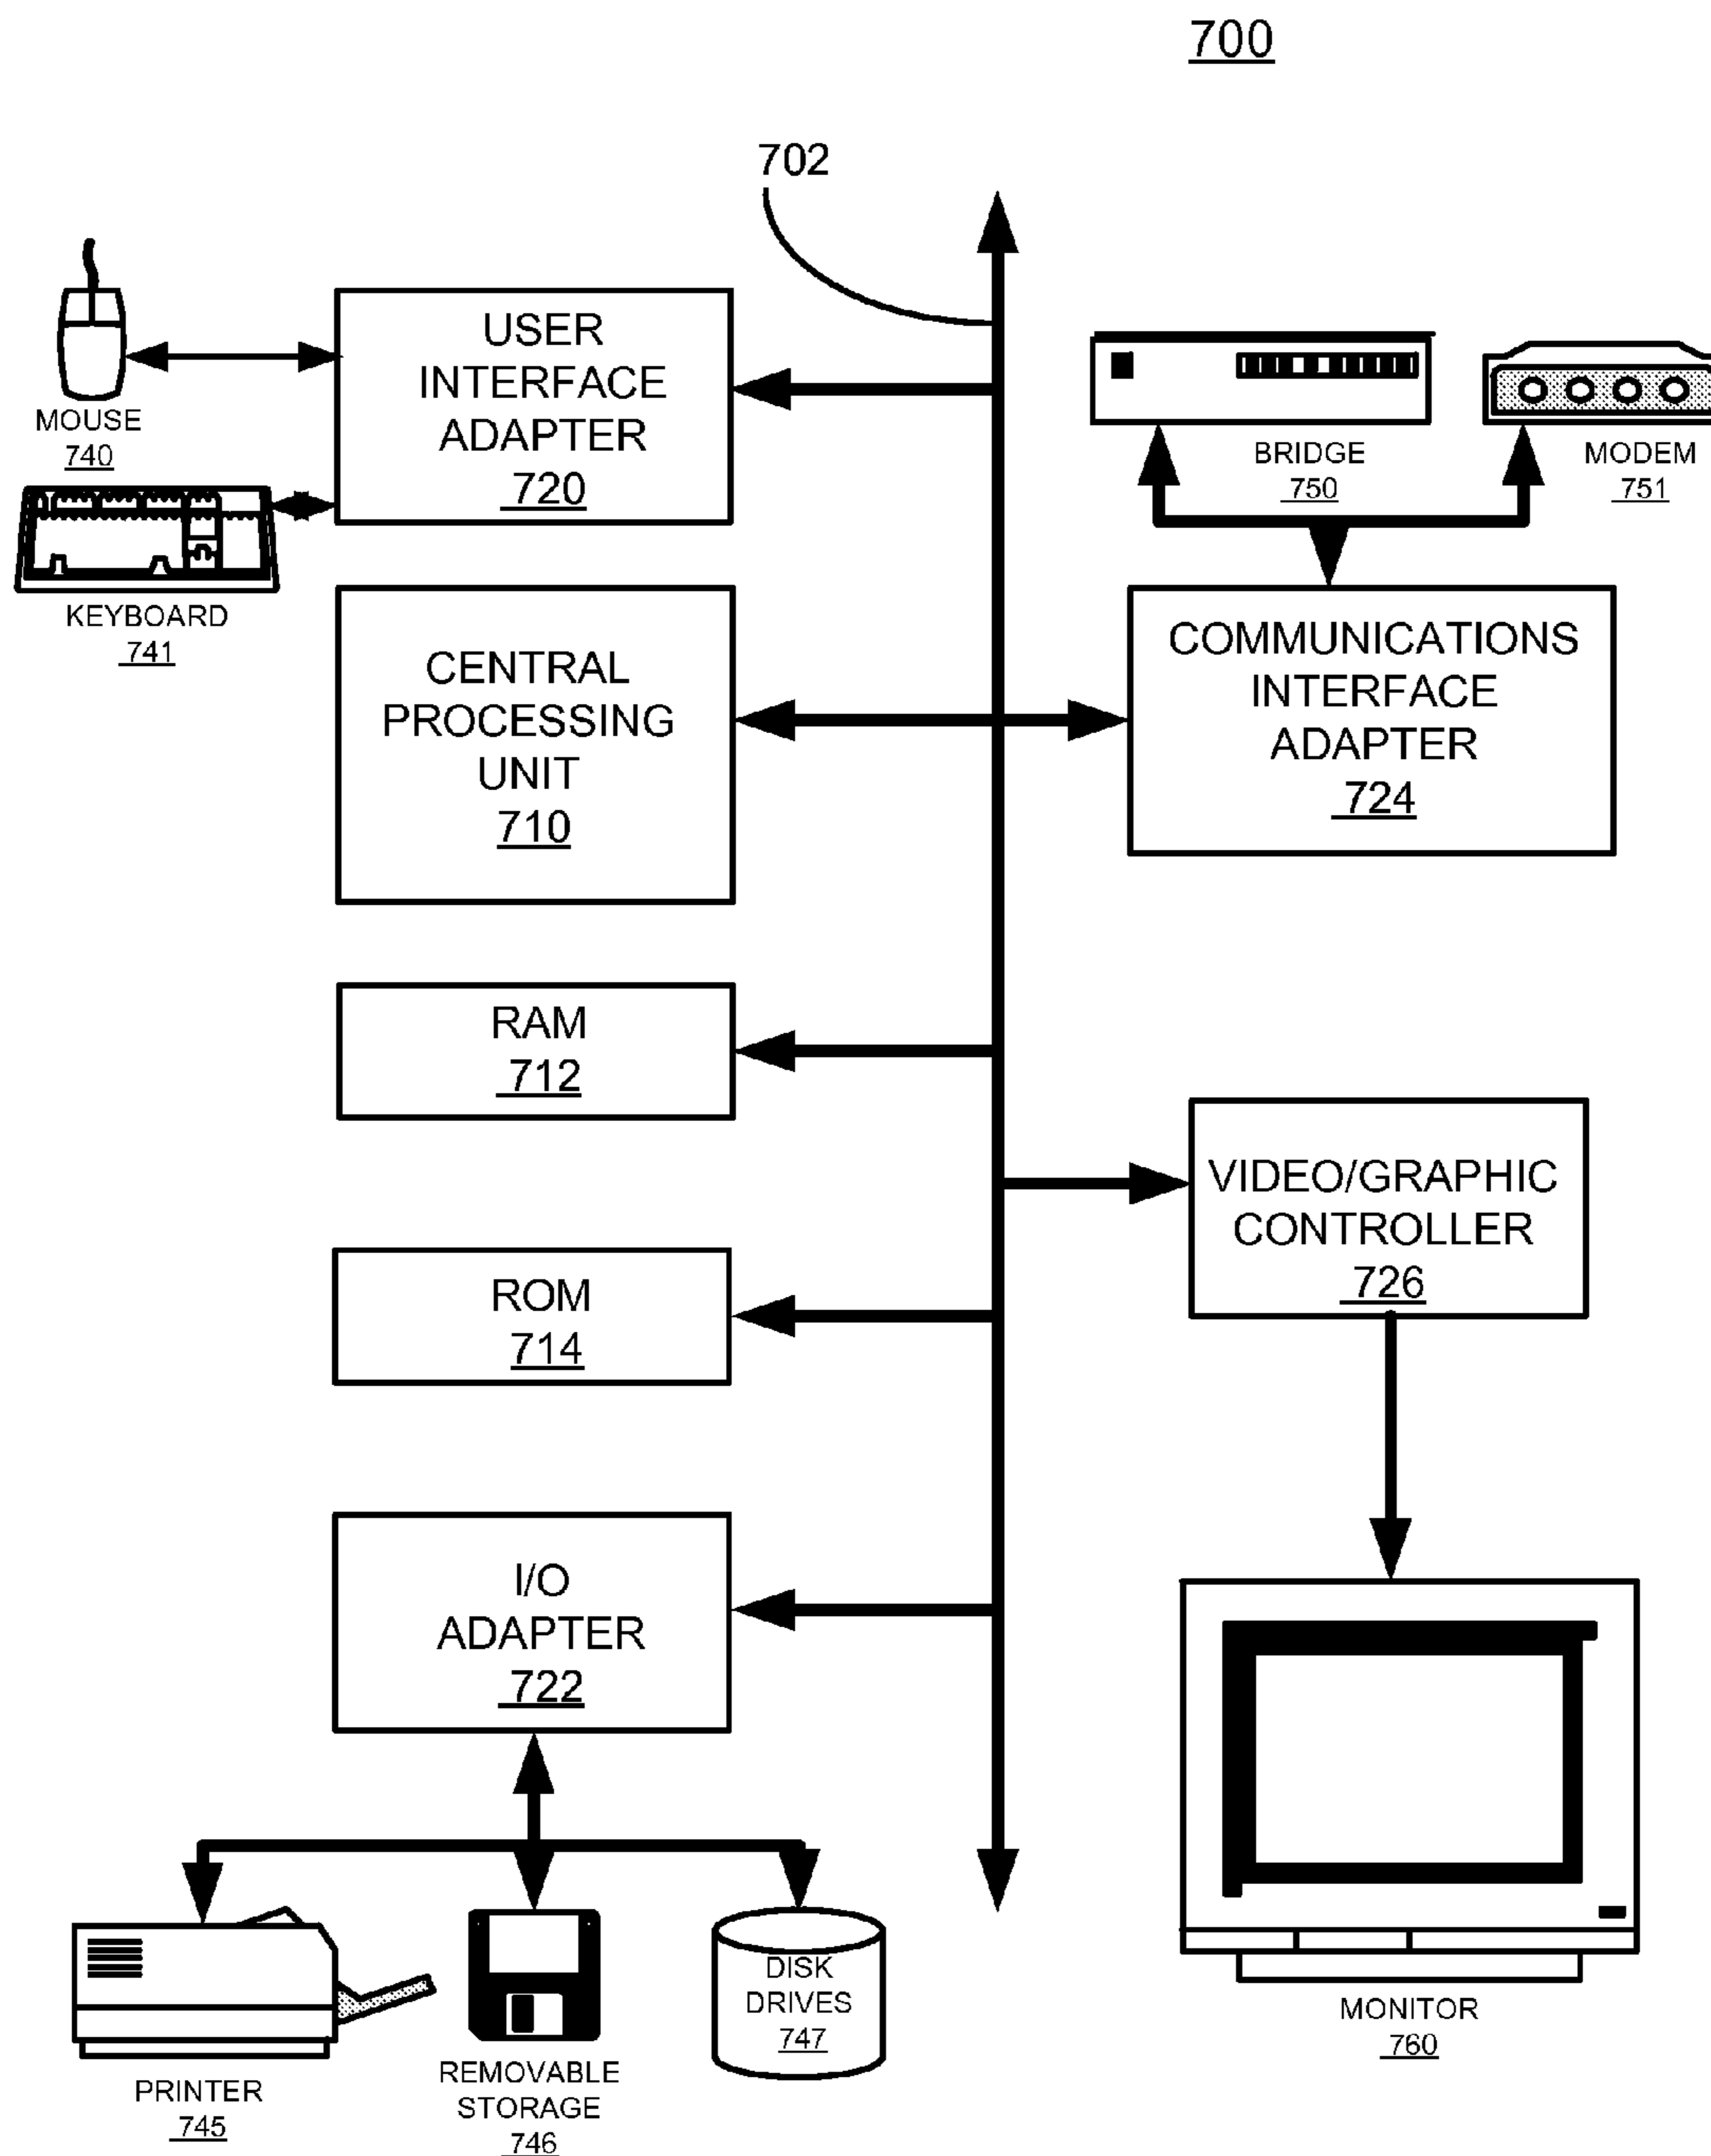 700
702
MOUSE
740
USER
INTERFACE
ADAPTER
720
BRIDGE
750
MODEM
751
KEYBOARD
741
CENTRAL
PROCESSING
UNIT
710
COMMUNICATIONS
INTERFACE
ADAPTER
724
RAM
712
VIDEO/GRAPHIC
CONTROLLER
726
ROM
714
I/O
ADAPTER
722
PRINTER
745
REMOVABLE
STORAGE
746
DISK
DRIVES
747
MONITOR
760